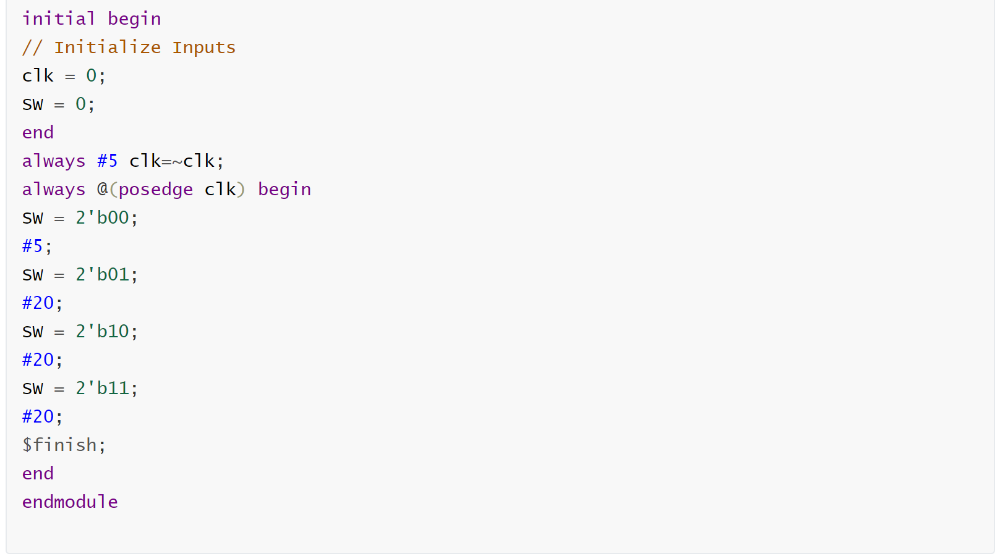 initial begin
// Initialize Inputs
clk = 0;
SW = 0;
end
always #5 clk=~clk;
always @(posedge clk) begin
SW = 2'b00;
#5;
SW = 2'b01;
#20;
SW = 2'b10;
#20;
SW = 2'b11;
#20;
$finish;
end
endmodule